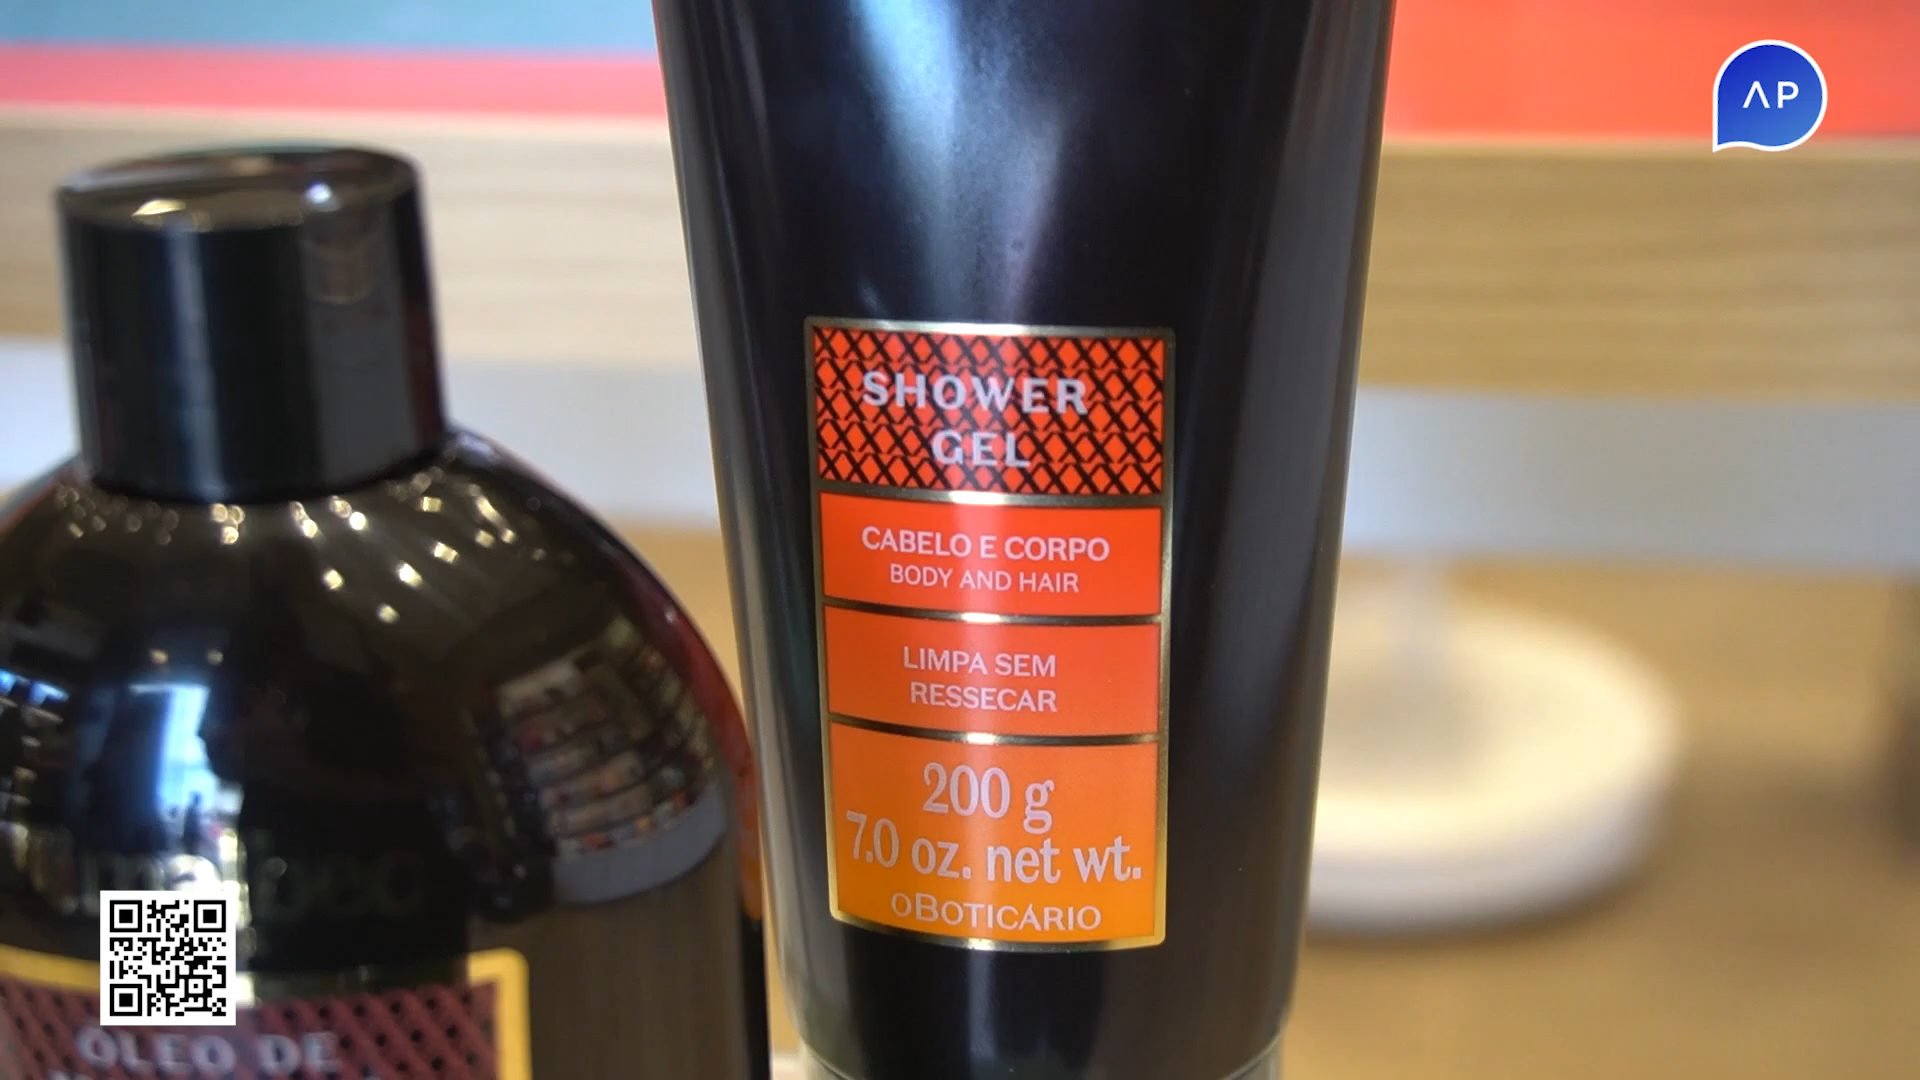 AP
SHOWER
GEL
CABELO E CORPO
BODY AND HAIR
LIMPA SEM
RESSECAR
200 g
7.0 oz. net wt.
OBOTICÁRIO
ÓLEO DE